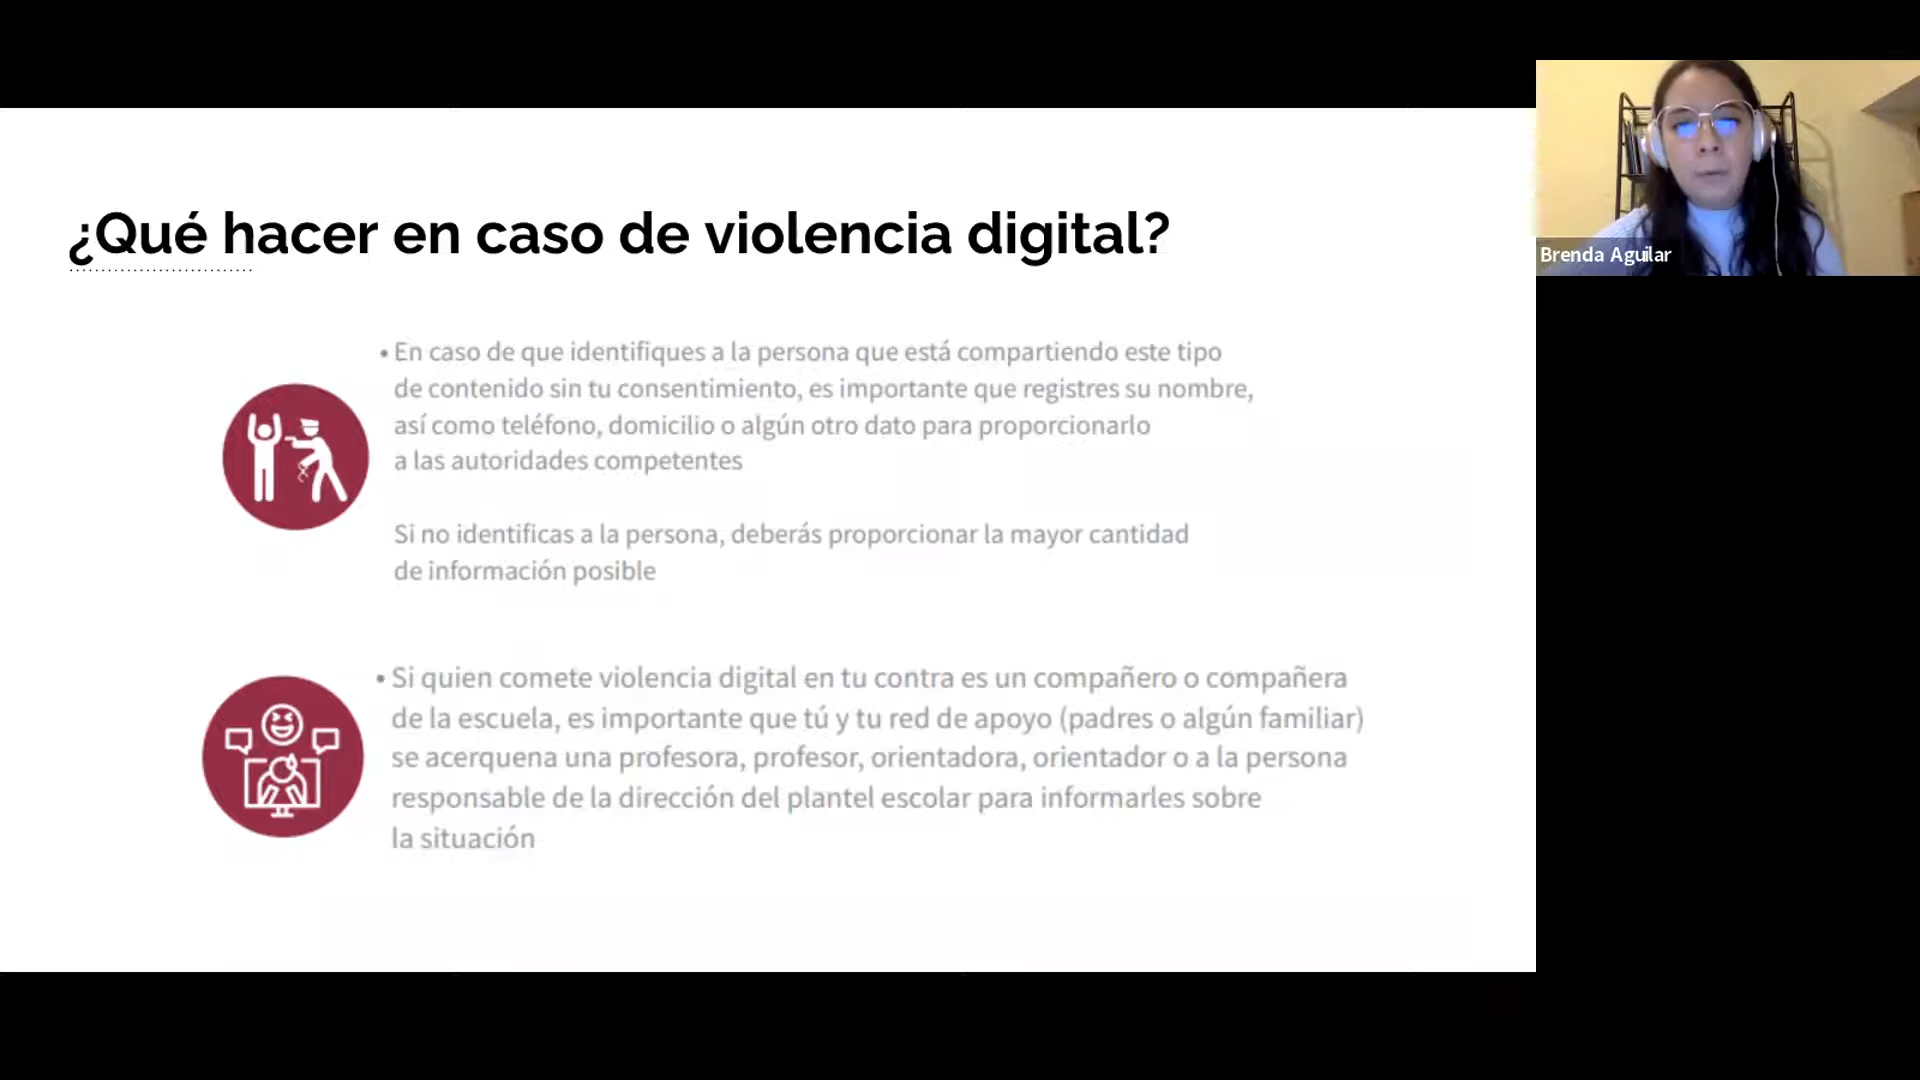 ¿Qué hacer en caso de violencia digital?
• En caso de que identifiques a la persona que está compartiendo este tipo
de contenido sin tu consentimiento, es importante que registres su nombre,
así como teléfono, domicilio o algún otro dato para proporcionarlo
a las autoridades competentes
Si no identificas a la persona, deberás proporcionar la mayor cantidad
de información posible
• Si quien comete violencia digital en tu contra es un compañero o compañera
de la escuela, es importante que tú y tu red de apoyo (padres o algún familiar)
se acerquena una profesora, profesor, orientadora, orientador o a la persona
responsable de la dirección del plantel escolar para informarles sobre
la situación
Brenda Aguilar